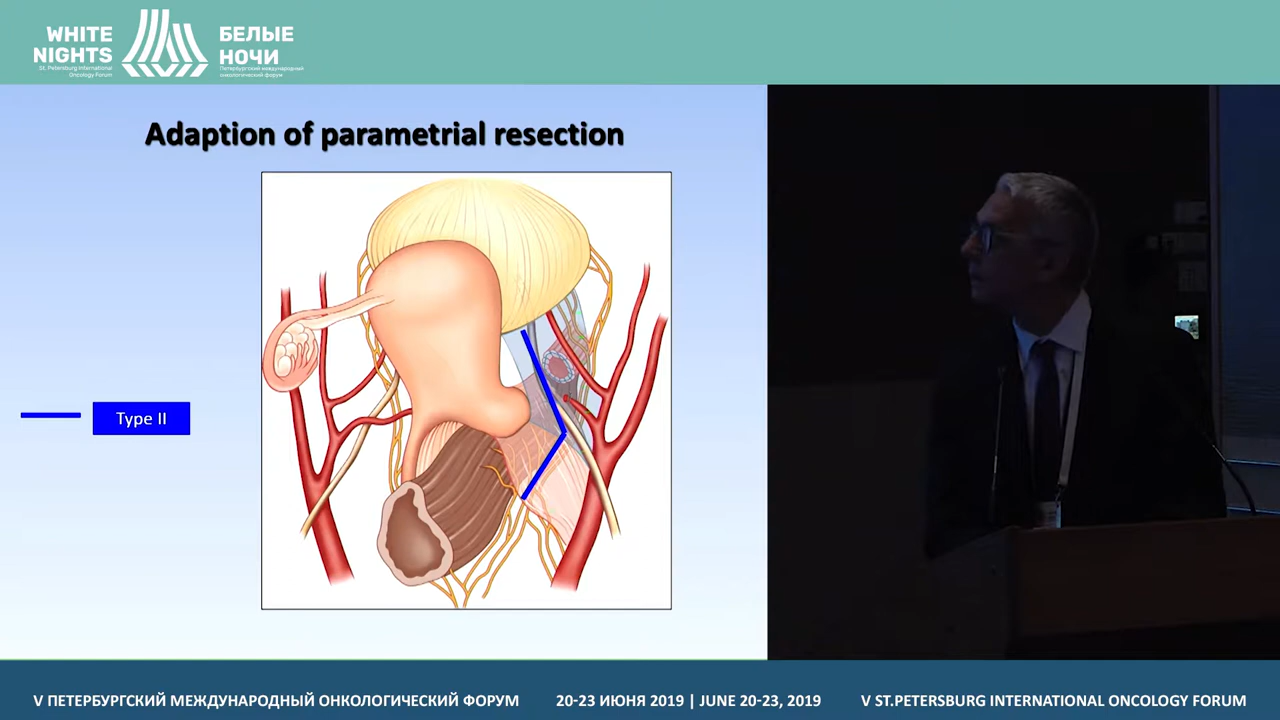 WHITE
NIGHTS
St. Petersburg International
Oncology Forum
БЕЛЫЕ
НОЧИ
Петербургский международный
онкологический форум
Adaption of parametrial resection
Type II
V ПЕТЕРБУРГСКИЙ МЕЖДУНАРОДНЫЙ ОНКОЛОГИЧЕСКИЙ ФОРУМ
20-23 ИЮНЯ 2019 | JUNE 20-23, 2019
V ST.PETERSBURG INTERNATIONAL ONCOLOGY FORUM